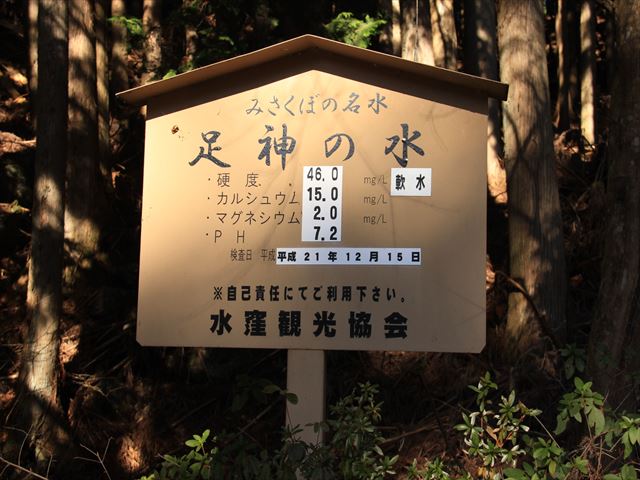 みさくぼの名水
足神の水
・硬度. 46.0 mg/L 軟水
・カルシュウム 15.0 mg/L
・マグネシウム 2.0 mg/L
・PH 7.2
検査日 平成 平成21年12月15日
※自己責任にてご利用下さい。
水窪観光協会